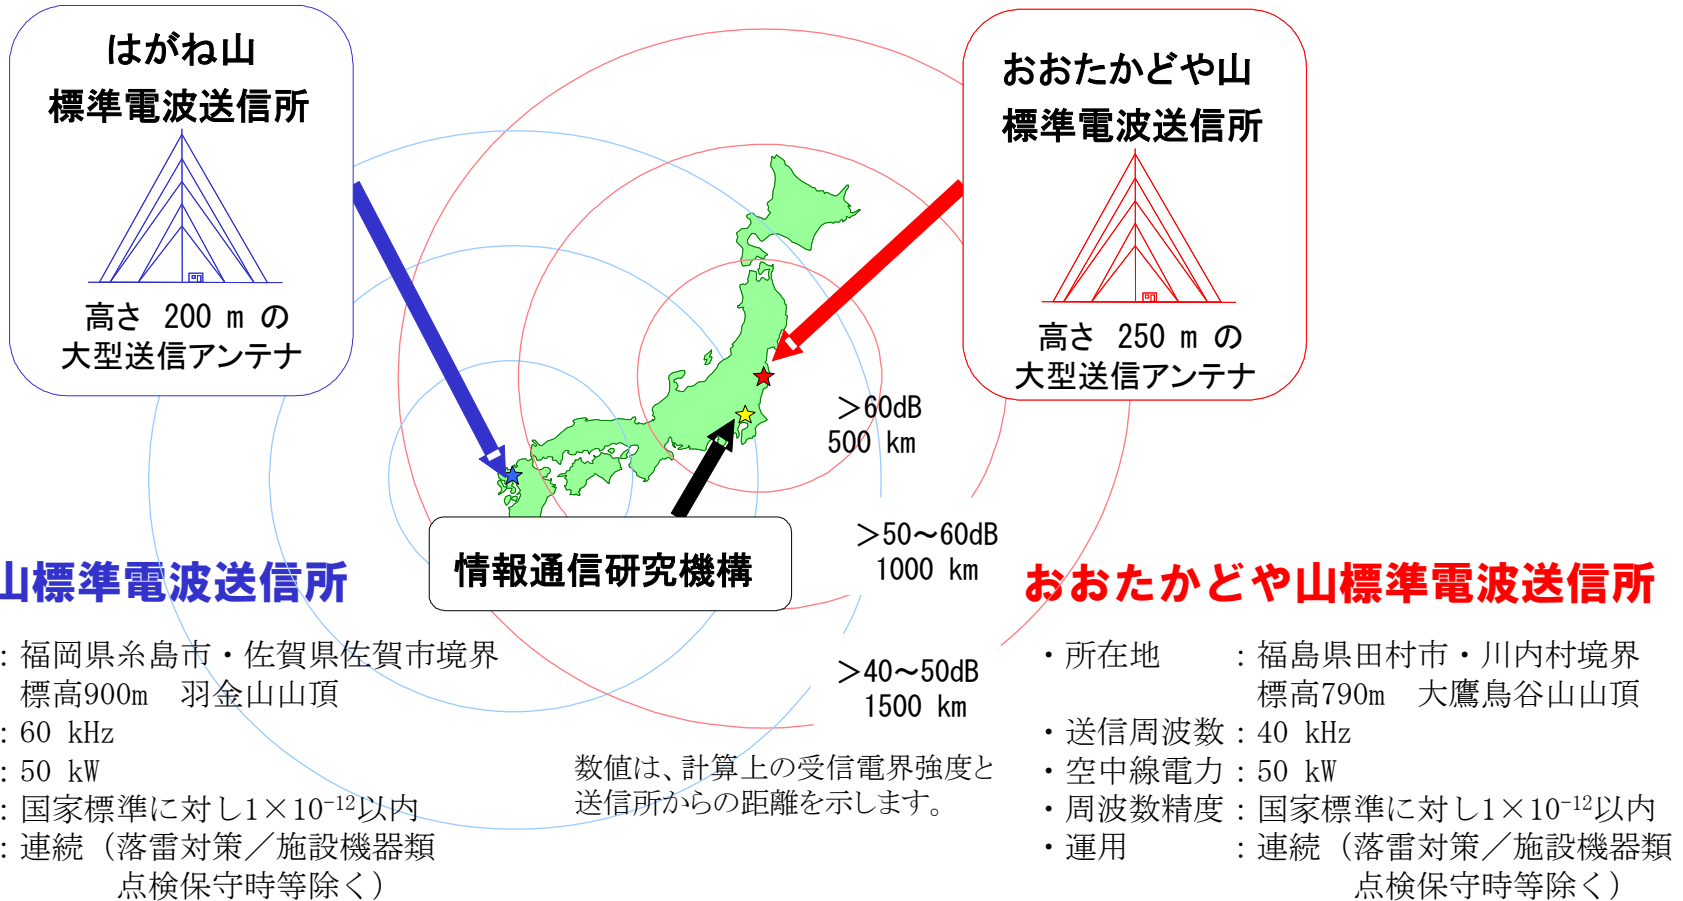 はがね山
標準電波送信所
高さ 200 m の
大型送信アンテナ
おおたかどや山
標準電波送信所
高さ 250 m の
大型送信アンテナ
＞60dB
500 km
＞50～60dB
1000 km
＞40～50dB
1500 km
情報通信研究機構
数値は、計算上の受信電界強度と
送信所からの距離を示します。
山標準電波送信所
：福岡県糸島市・佐賀県佐賀市境界
標高900m　羽金山山頂
：60 kHz
：50 kW
：国家標準に対し1×10⁻¹²以内
：連続（落雷対策／施設機器類
点検保守時等除く）
おおたかどや山標準電波送信所
・所在地　　：福島県田村市・川内村境界
標高790m　大鷹鳥谷山山頂
・送信周波数：40 kHz
・空中線電力：50 kW
・周波数精度：国家標準に対し1×10⁻¹²以内
・運用　　　：連続（落雷対策／施設機器類
点検保守時等除く）